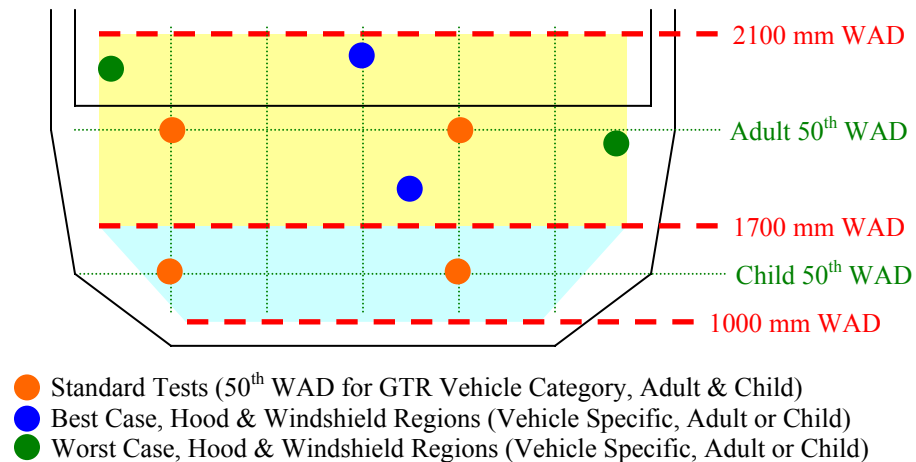 2100 mm WAD
Adult 50th WAD
1700 mm WAD
Child 50th WAD
1000 mm WAD
Standard Tests (50th WAD for GTR Vehicle Category, Adult & Child)
Best Case, Hood & Windshield Regions (Vehicle Specific, Adult or Child)
Worst Case, Hood & Windshield Regions (Vehicle Specific, Adult or Child)